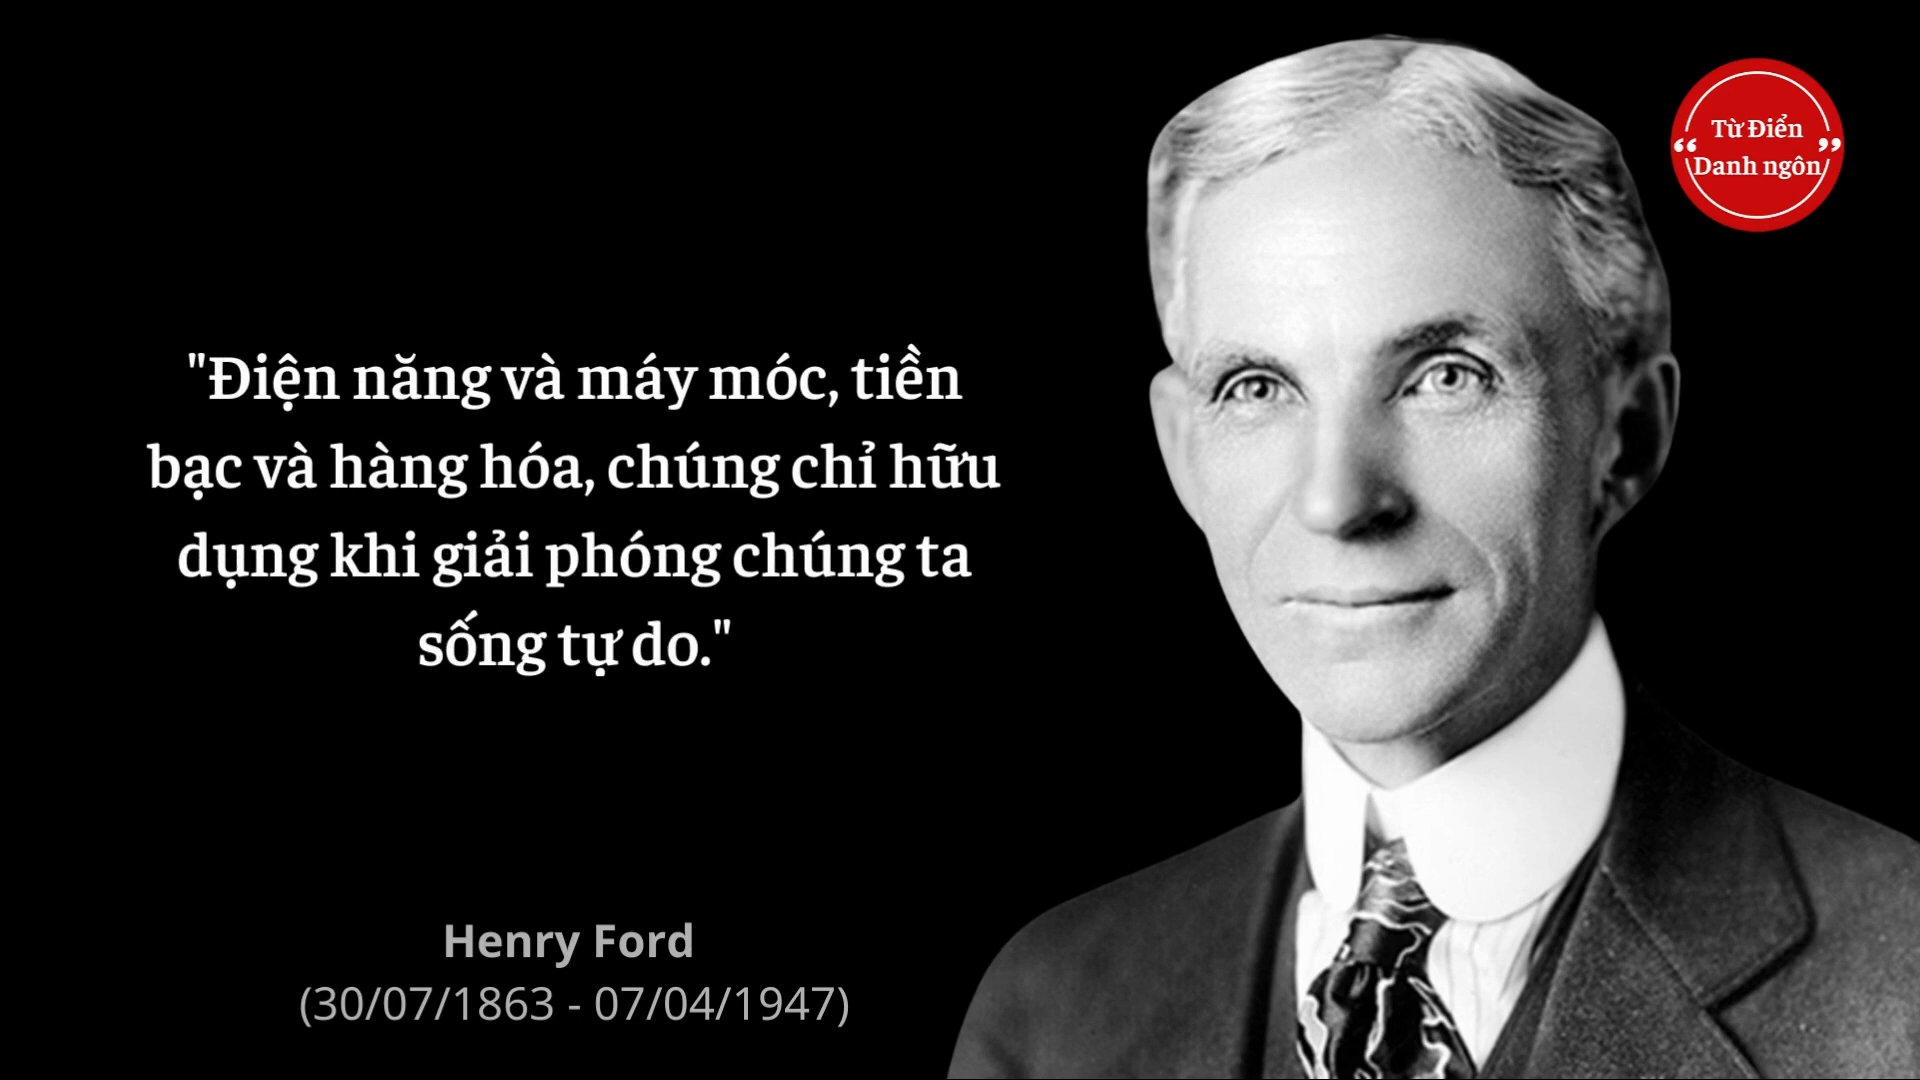 Từ Điển
“Danh ngôn”
"Điện năng và máy móc, tiền
bạc và hàng hóa, chúng chỉ hữu
dụng khi giải phóng chúng ta
sống tự do."
Henry Ford
(30/07/1863 - 07/04/1947)